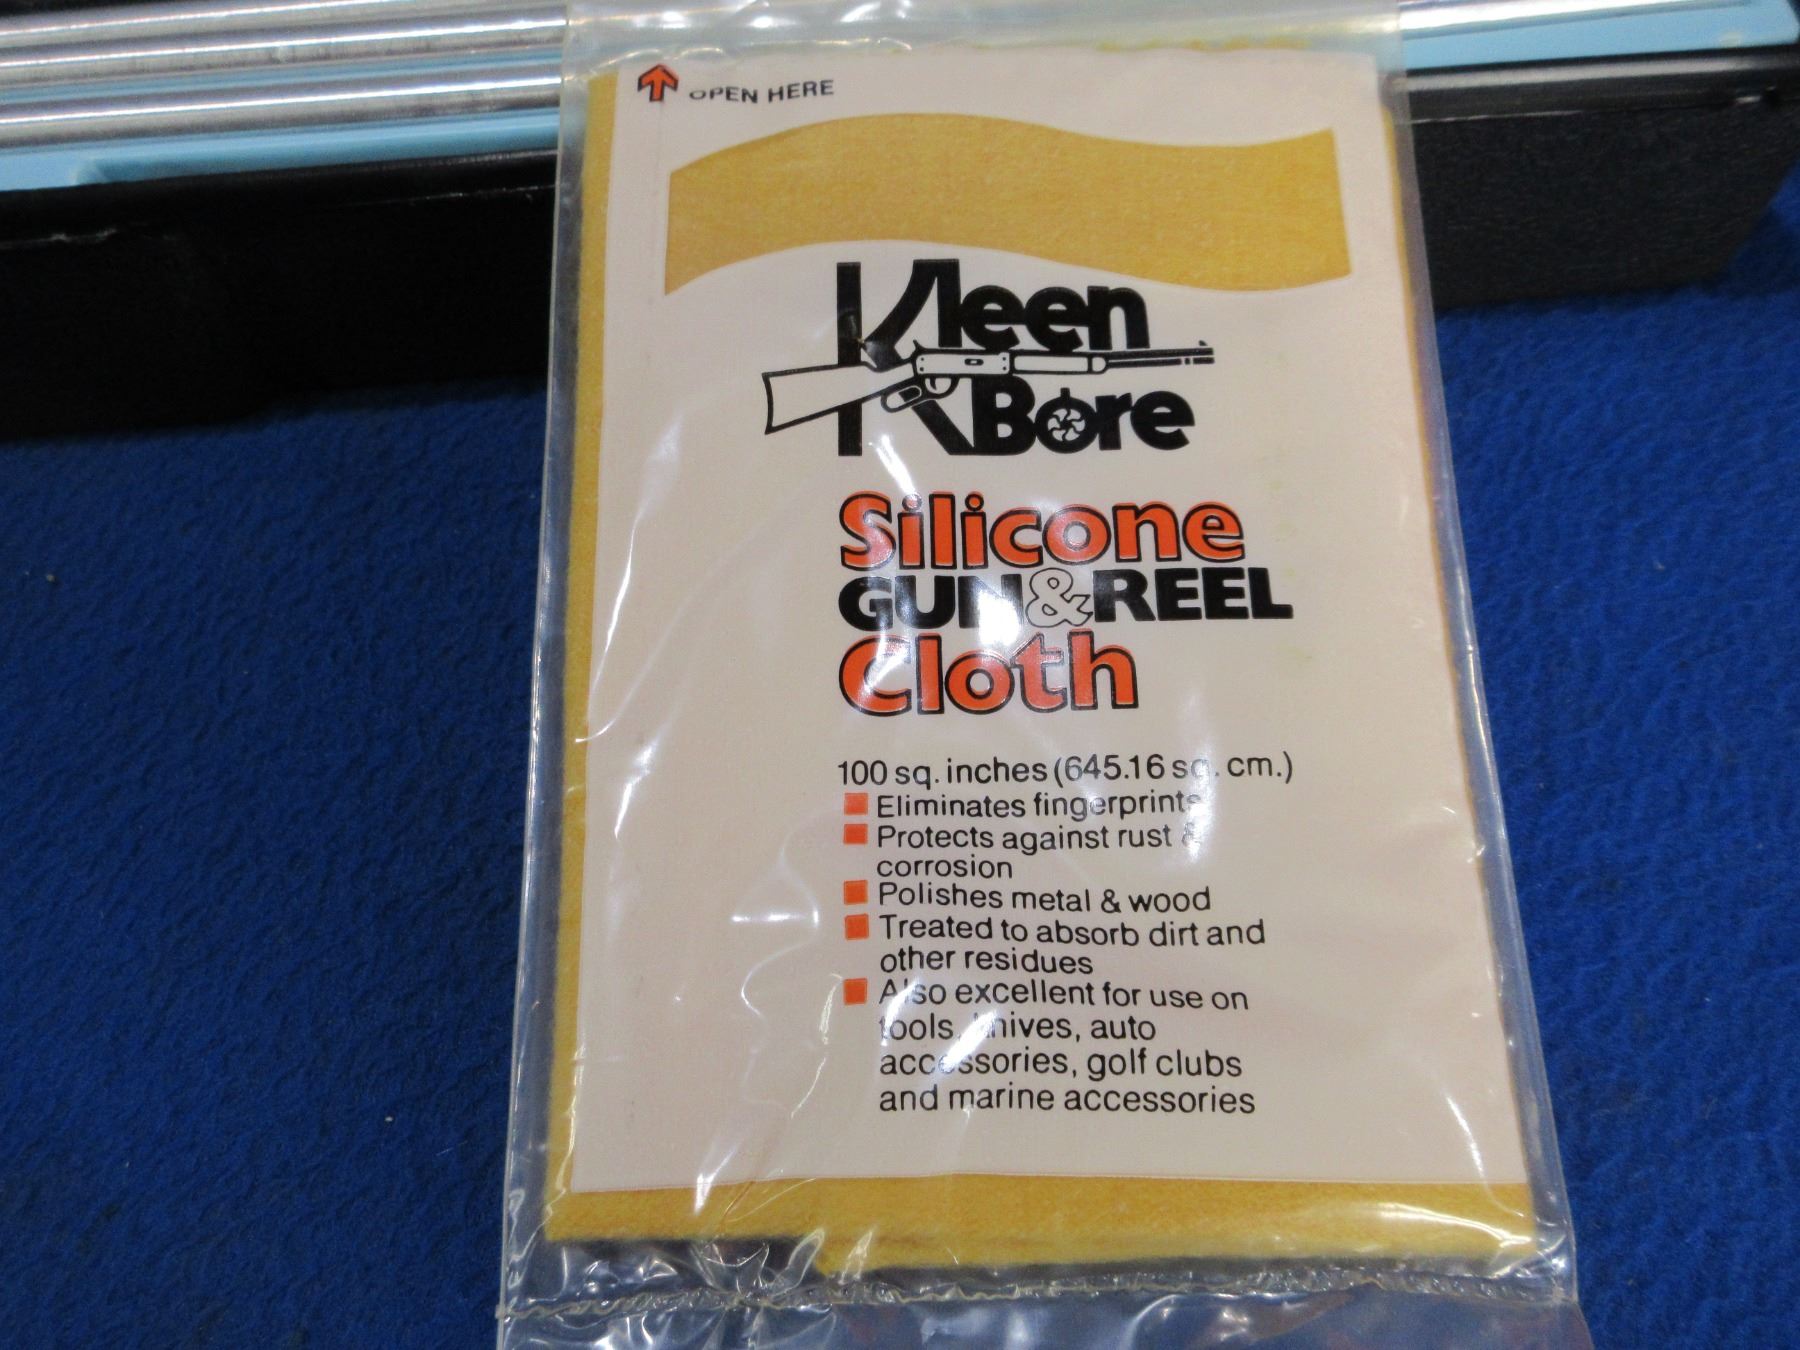 OPEN HERE
Kleen
Bore
Silicone
GUN & REEL
Cloth
100 sq. inches (645.16 sq. cm.)
Eliminates fingerprints
Protects against rust &
corrosion
Polishes metal & wood
Treated to absorb dirt and
other residues
Also excellent for use on
tools, knives, auto
accessories, golf clubs
and marine accessories